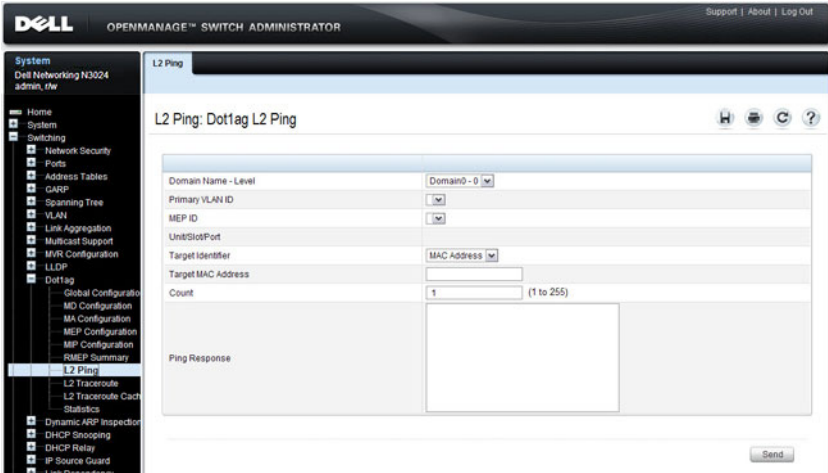 Support | About | Log Out
DELL OPENMANAGE™ SWITCH ADMINISTRATOR
System
Dell Networking N3024
admin, r/w
Home
System
Switching
Network Security
Ports
Address Tables
GARP
Spanning Tree
VLAN
Link Aggregation
Multicast Support
MVR Configuration
LLDP
Dot1ag
Global Configuratio
MD Configuration
MA Configuration
MEP Configuration
MIP Configuration
RMEP Summary
L2 Ping
L2 Traceroute
L2 Traceroute Cach
Statistics
Dynamic ARP Inspection
DHCP Snooping
DHCP Relay
IP Source Guard
Link Dependency
L2 Ping
L2 Ping: Dot1ag L2 Ping
Domain Name - Level Domain0 - 0
Primary VLAN ID
MEP ID
Unit/Slot/Port
Target Identifier MAC Address
Target MAC Address
Count 1 (1 to 255)
Ping Response
Send